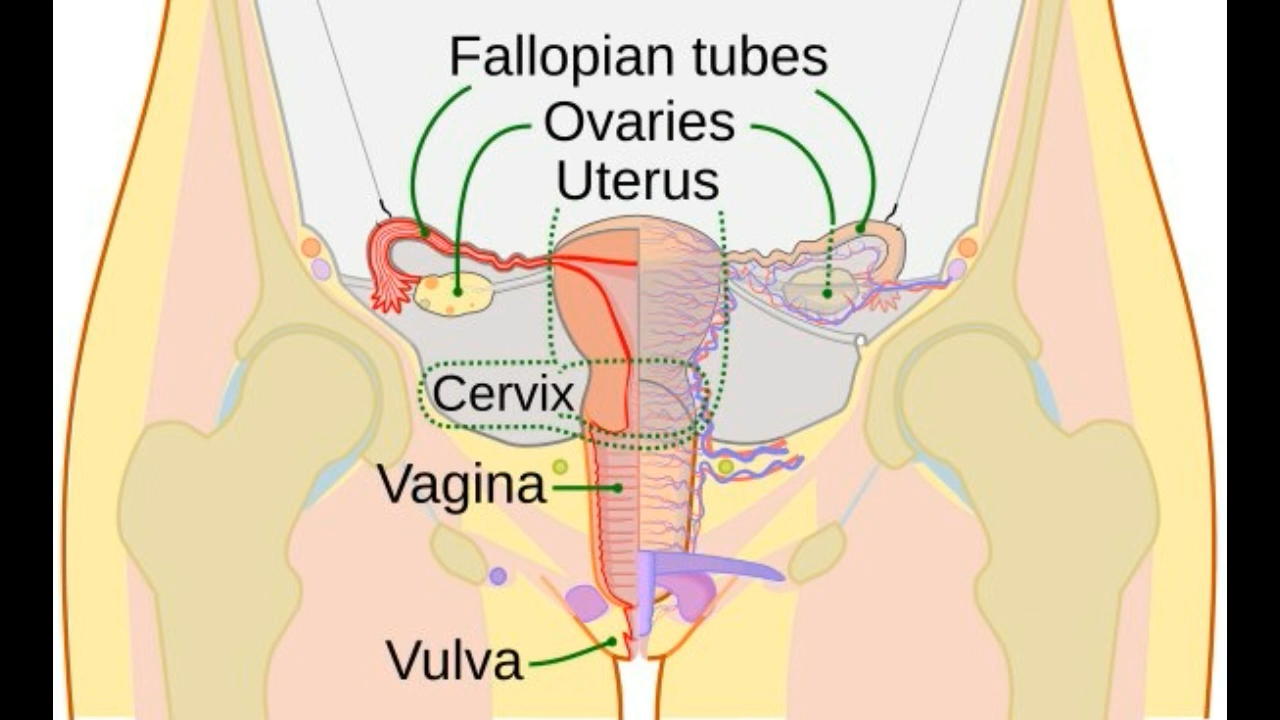 Fallopian tubes
Ovaries
Uterus
Cervix
Vagina
Vulva